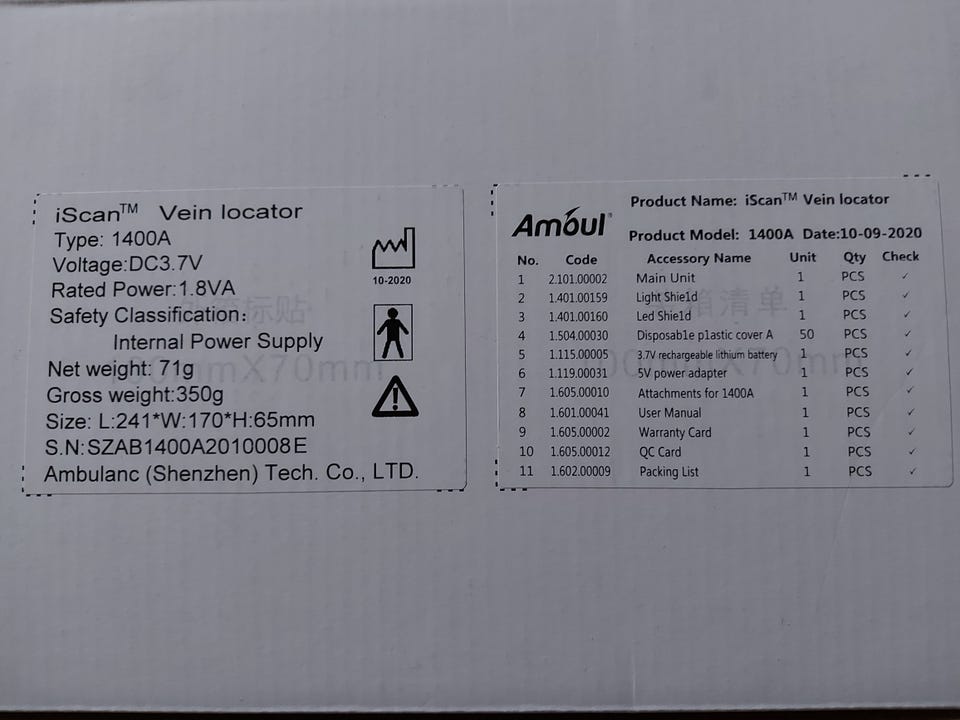 iScan™ Vein locator
Type: 1400A
Voltage:DC3.7V
Rated Power:1.8VA
Safety Classification:
Internal Power Supply
Net weight: 71g
Gross weight:350g
Size: L:241*W:170*H:65mm
S.N:SZAB1400A2010008E
Ambulanc (Shenzhen) Tech. Co., LTD.
10-2020
标贴
100mmX70mm
Ambul®
Product Name: iScan™ Vein locator
Product Model: 1400A Date:10-09-2020
No. Code Accessory Name Unit Qty Check
1 2.101.00002 Main Unit 1 PCS ✓
2 1.401.00159 Light Shie1d 1 PCS ✓
3 1.401.00160 Led Shie1d 1 PCS ✓
4 1.504.00030 Disposab1e p1astic cover A 50 PCS ✓
5 1.115.00005 3.7V rechargeable lithium battery 1 PCS ✓
6 1.119.00031 5V power adapter 1 PCS ✓
7 1.605.00010 Attachments for 1400A 1 PCS ✓
8 1.601.00041 User Manual 1 PCS ✓
9 1.605.00002 Warranty Card 1 PCS ✓
10 1.605.00012 QC Card 1 PCS ✓
11 1.602.00009 Packing List 1 PCS ✓
箱清单